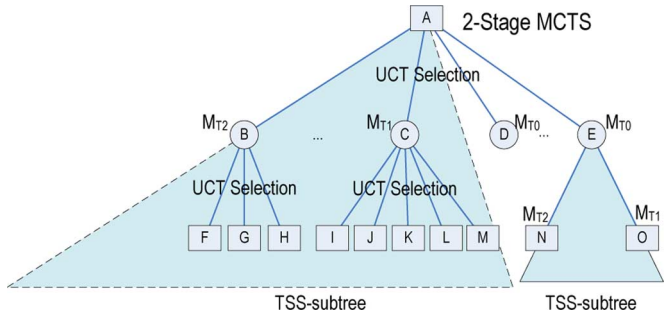 A
2-Stage MCTS
UCT Selection
MT2
B
...
MT1
C
D
MT0
...
E
MT0
UCT Selection
UCT Selection
F
G
H
I
J
K
L
M
MT2
N
MT1
O
TSS-subtree
TSS-subtree